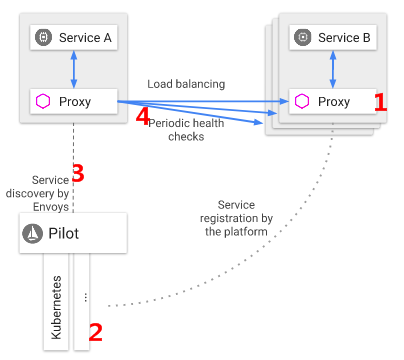 Service A
Service B
Proxy
Load balancing
Proxy
1
4
Periodic health
checks
3
Service
discovery by
Envoys
Service
registration by
the platform
Pilot
Kubernetes
...
2